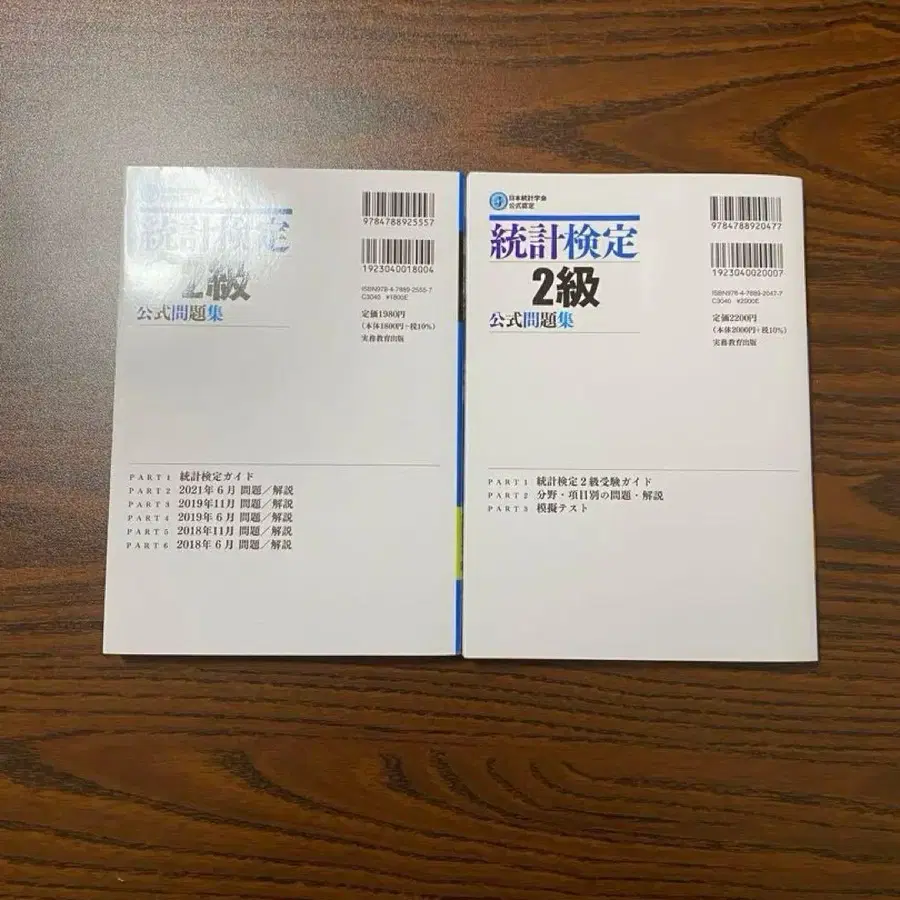 統計検定
2級
公式問題集
9784788925557
1923040018004
ISBN978-4-7889-2555-7
C3040 ¥1800E
定価1980円
(本体1800円+税10%)
実務教育出版
PART 1 統計検定ガイド
PART 2 2021年6月 問題/解説
PART 3 2019年11月 問題/解説
PART 4 2019年6月 問題/解説
PART 5 2018年11月 問題/解説
PART 6 2018年6月 問題/解説
日本統計学会
公式認定
統計検定
2級
公式問題集
9784788920477
1923040020007
ISBN978-4-7889-2047-7
C3040 ¥2000E
定価2200円
(本体2000円+税10%)
実務教育出版
PART 1 統計検定2級受験ガイド
PART 2 分野・項目別の問題・解説
PART 3 模擬テスト